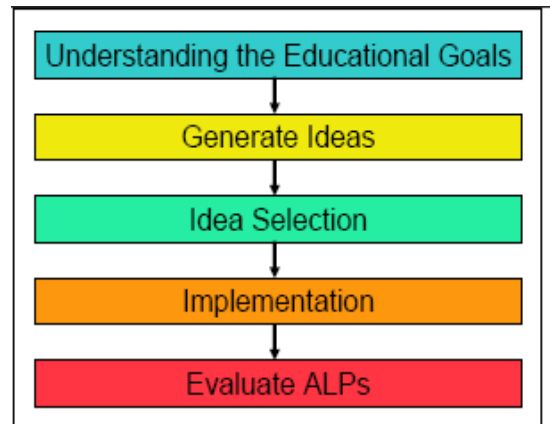 Understanding the Educational Goals
Generate Ideas
Idea Selection
Implementation
Evaluate ALPs